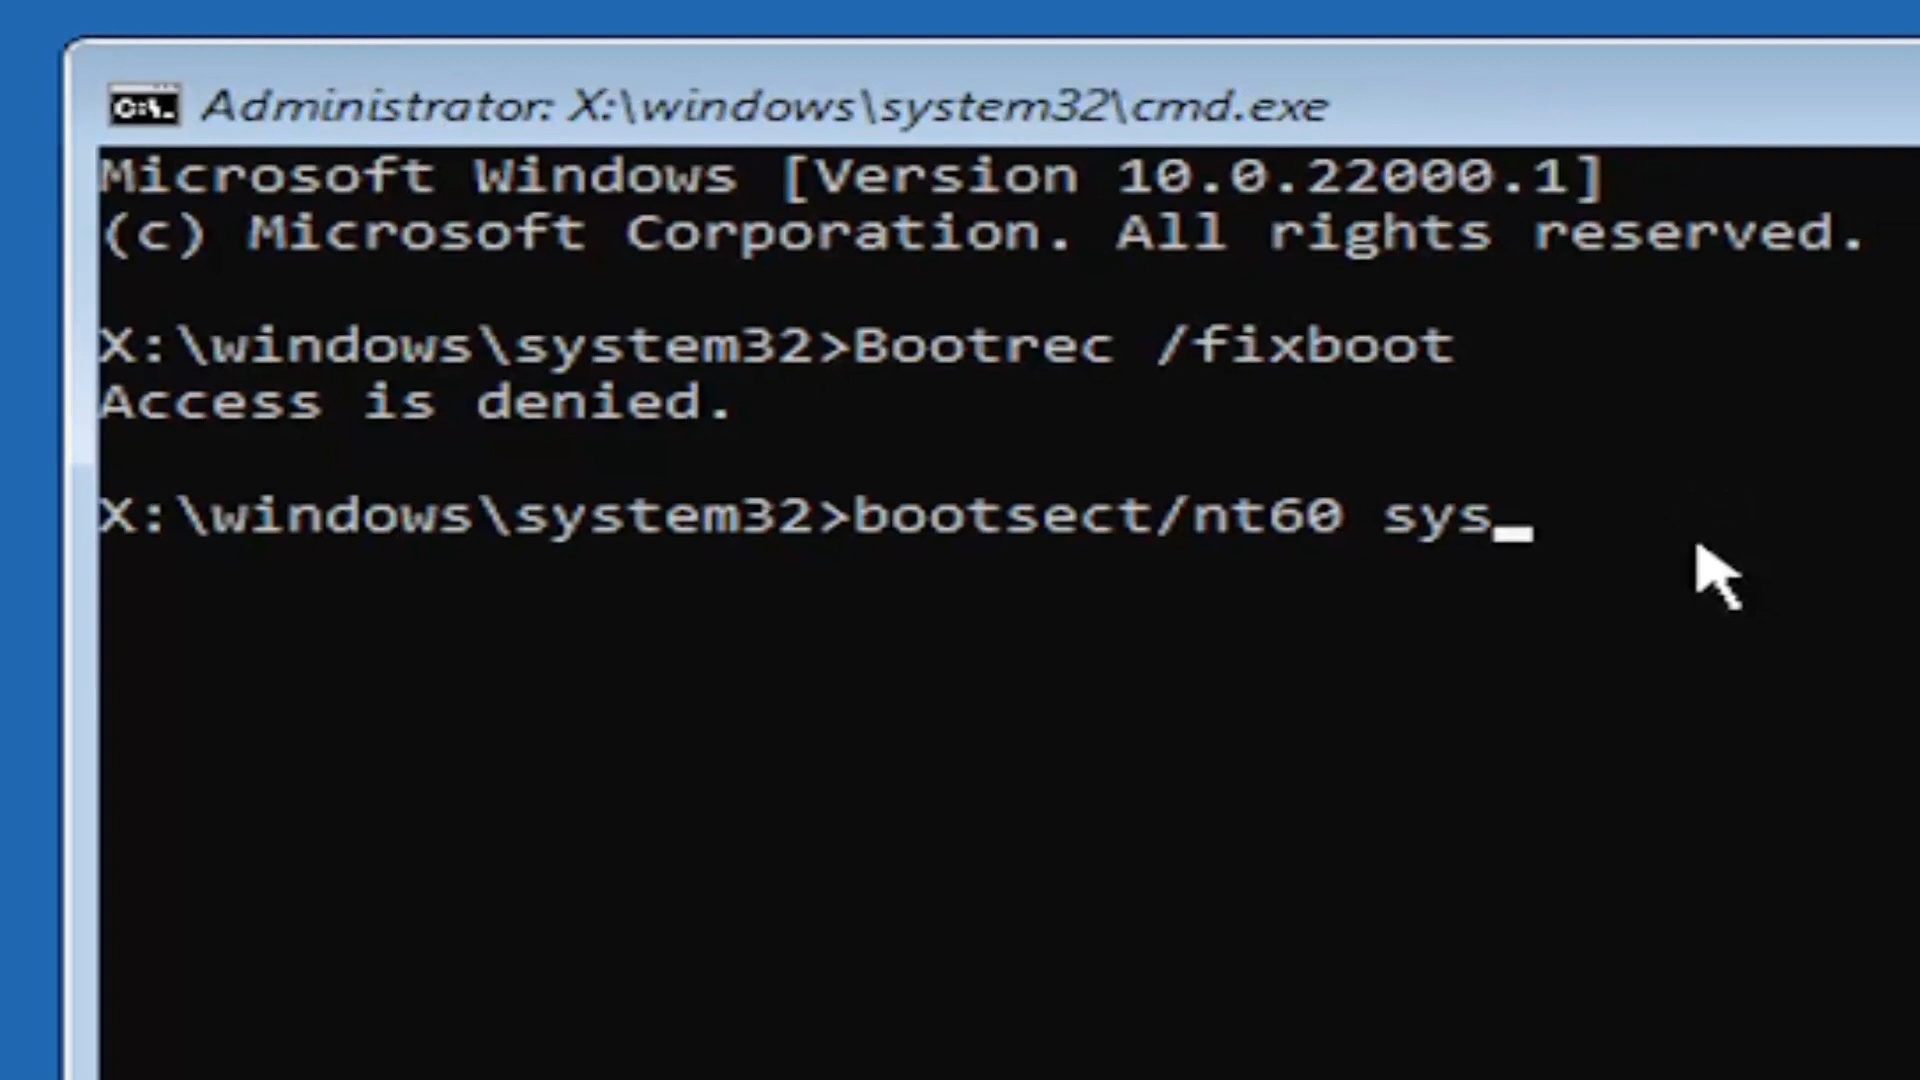 C:\.
Administrator: X:\windows\system32\cmd.exe
Microsoft Windows [Version 10.0.22000.1]
(c) Microsoft Corporation. All rights reserved.
X:\windows\system32>Bootrec /fixboot
Access is denied.
X:\windows\system32>bootsect/nt60 sys